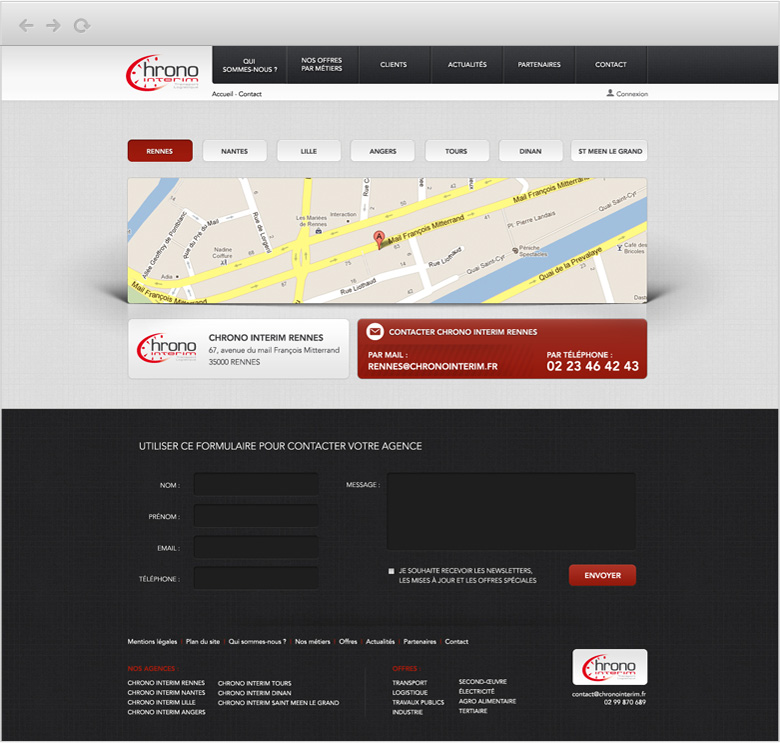 Chrono
INTERIM
QUI
SOMMES-NOUS ?
NOS OFFRES
PAR MÉTIERS
CLIENTS
ACTUALITÉS
PARTENAIRES
CONTACT
Accueil - Contact
Connexion
RENNES
NANTES
LILLE
ANGERS
TOURS
DINAN
ST MEEN LE GRAND
Allée Geoffroy de Pontblanc
Rue du Pré du Mail
Rue de Lorgeril
Les Manèes
de Rennes
Interaction
Nadine
Coiffure
Adia
Mail François Mitterrand
Rue Liothaud
A
Mail François Mitterrand
Mail François Mitterrand
Rue Liothaud
Quai Saint-Cyr
Pl. Pierre Landais
Quai Saint-Cyr
Péniche
Spectacles
Quai de la Prevalaye
Café des
Bricoles
Chrono
INTERIM
CHRONO INTERIM RENNES
67, avenue du mail François Mitterrand
35000 RENNES
CONTACTER CHRONO INTERIM RENNES
PAR MAIL :
RENNES@CHRONOINTERIM.FR
PAR TÉLÉPHONE :
02 23 46 42 43
UTILISER CE FORMULAIRE POUR CONTACTER VOTRE AGENCE
NOM :
PRÉNOM :
EMAIL :
TÉLÉPHONE :
MESSAGE :
JE SOUHAITE RECEVOIR LES NEWSLETTERS,
LES MISES À JOUR ET LES OFFRES SPÉCIALES
ENVOYER
Mentions légales | Plan du site | Qui sommes-nous ? | Nos métiers | Offres | Actualités | Partenaires | Contact
NOS AGENCES :
CHRONO INTERIM RENNES
CHRONO INTERIM NANTES
CHRONO INTERIM LILLE
CHRONO INTERIM ANGERS
CHRONO INTERIM TOURS
CHRONO INTERIM DINAN
CHRONO INTERIM SAINT MEEN LE GRAND
OFFRES :
TRANSPORT
LOGISTIQUE
TRAVAUX PUBLICS
INDUSTRIE
SECOND-ŒUVRE
ÉLECTRICITÉ
AGRO ALIMENTAIRE
TERTIAIRE
Chrono
INTERIM
contact@chronointerim.fr
02 99 870 689